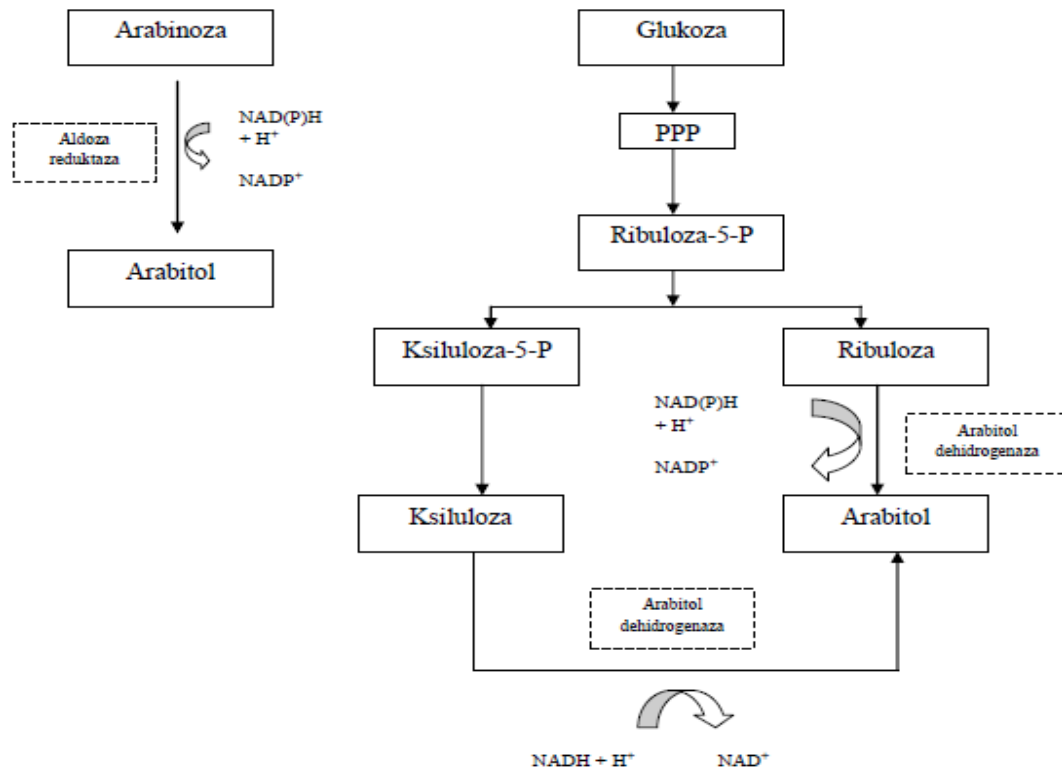 Arabinoza
Aldoza
reduktaza
NAD(P)H
+ H⁺
NADP⁺
Arabitol
Glukoza
PPP
Ribuloza-5-P
Ksiluloza-5-P
Ribuloza
NAD(P)H
+ H⁺
NADP⁺
Arabitol
dehidrogenaza
Ksiluloza
Arabitol
Arabitol
dehidrogenaza
NADH + H⁺
NAD⁺